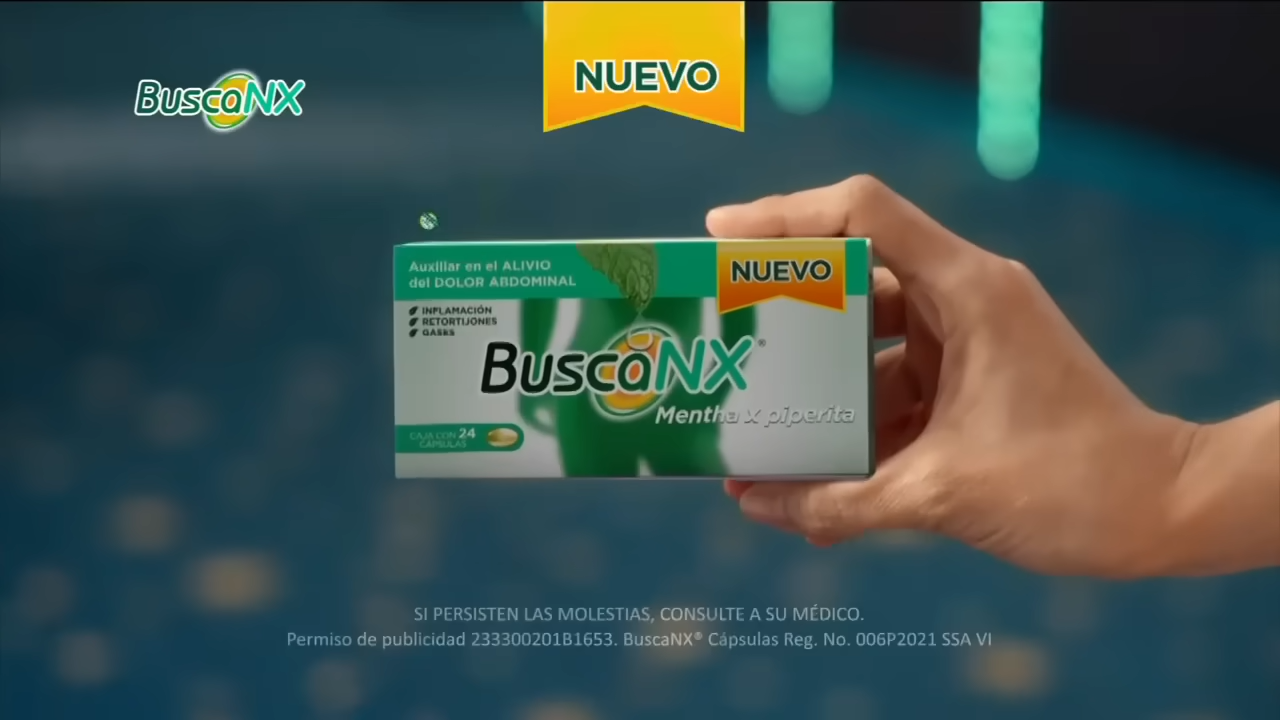 BuscaNX
NUEVO
Auxiliar en el ALIVIO
del DOLOR ABDOMINAL
NUEVO
INFLAMACIÓN
RETORTIJONES
GASES
BuscaNX®
Mentha x piperita
CAJA CON 24
CÁPSULAS
SI PERSISTEN LAS MOLESTIAS, CONSULTE A SU MÉDICO.
Permiso de publicidad 233300201B1653. BuscaNX® Cápsulas Reg. No. 006P2021 SSA VI